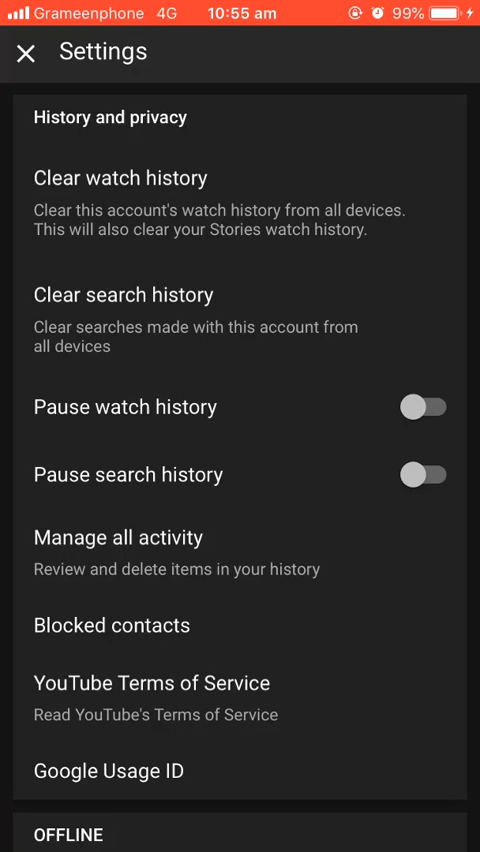 Grameenphone 4G 10:55 am 99%
Settings
History and privacy
Clear watch history
Clear this account's watch history from all devices.
This will also clear your Stories watch history.
Clear search history
Clear searches made with this account from
all devices
Pause watch history
Pause search history
Manage all activity
Review and delete items in your history
Blocked contacts
YouTube Terms of Service
Read YouTube's Terms of Service
Google Usage ID
OFFLINE